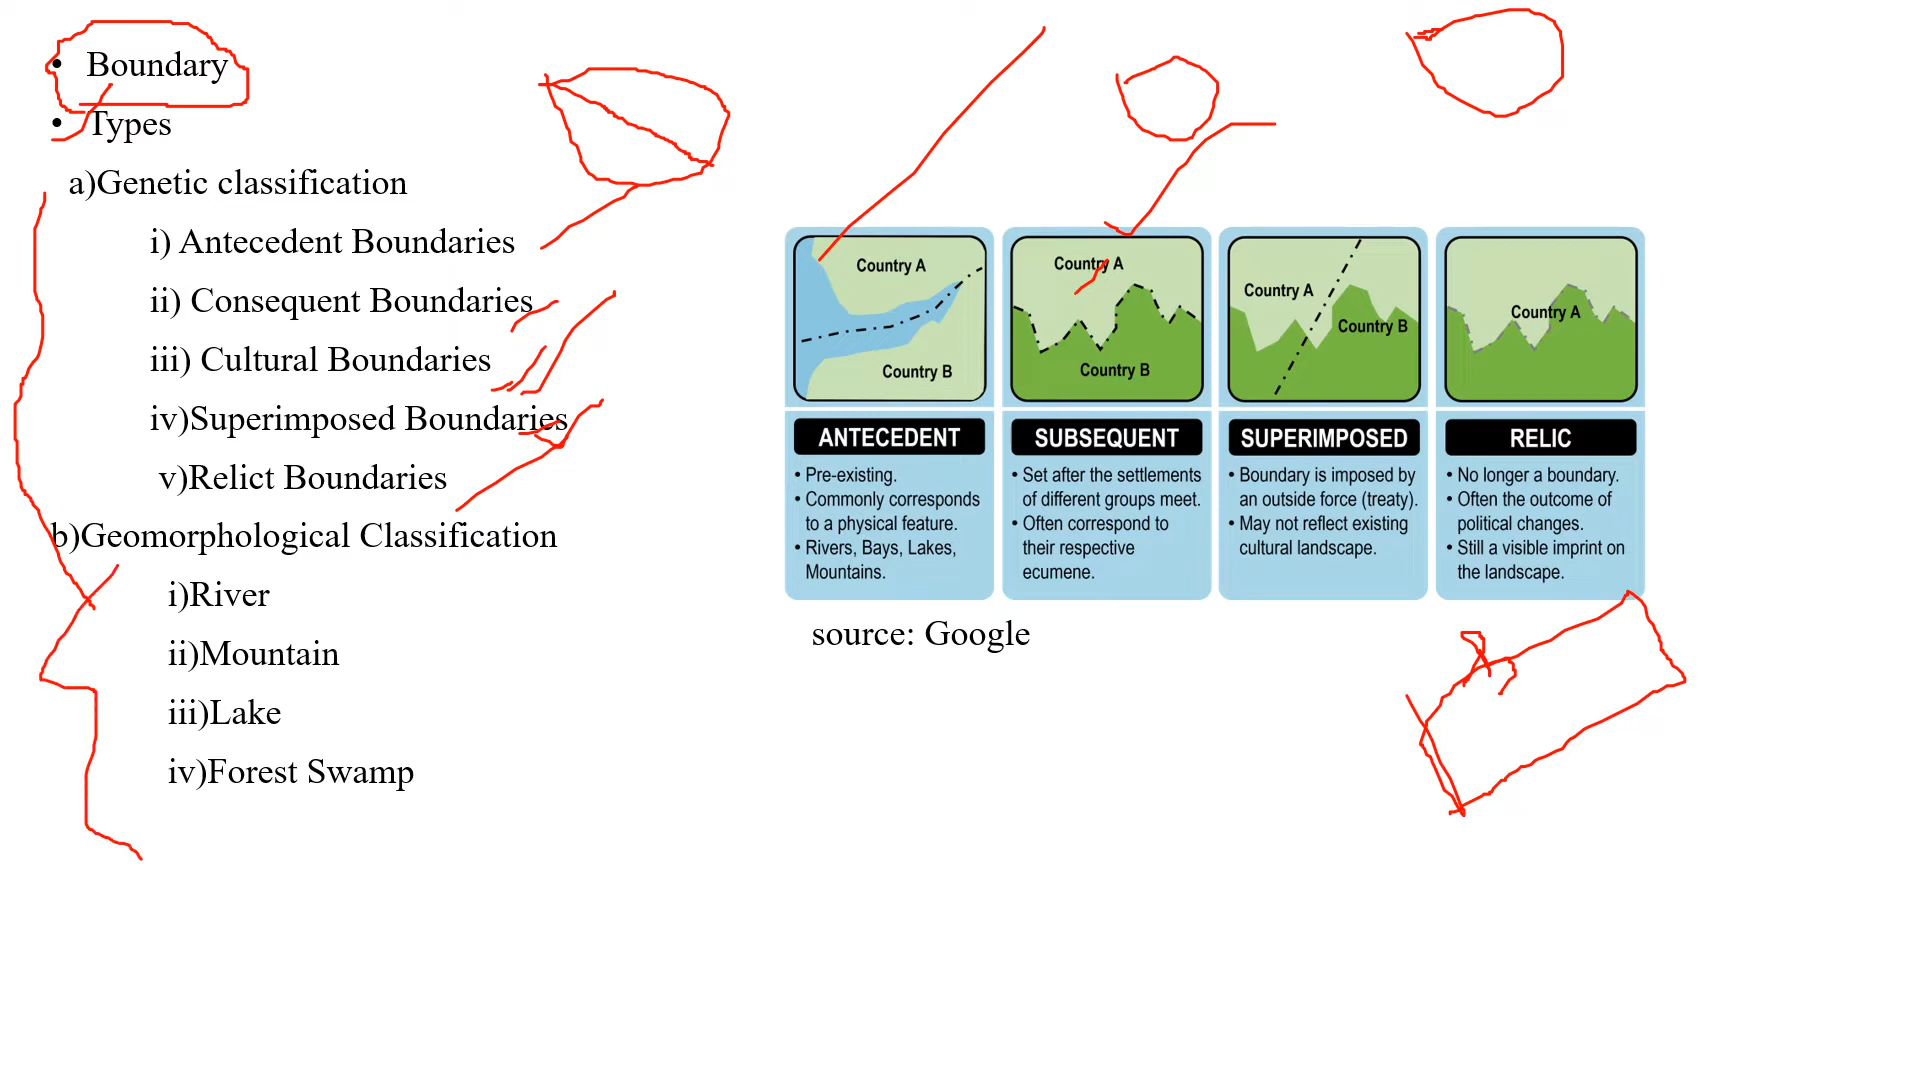 • Boundary
• Types
a)Genetic classification
i) Antecedent Boundaries
ii) Consequent Boundaries
iii) Cultural Boundaries
iv)Superimposed Boundaries
v)Relict Boundaries
b)Geomorphological Classification
i)River
ii)Mountain
iii)Lake
iv)Forest Swamp
Country A
Country B
ANTECEDENT
• Pre-existing.
• Commonly corresponds
to a physical feature.
• Rivers, Bays, Lakes,
Mountains.
Country A
Country B
SUBSEQUENT
• Set after the settlements
of different groups meet.
• Often correspond to
their respective
ecumene.
Country A
Country B
SUPERIMPOSED
• Boundary is imposed by
an outside force (treaty).
• May not reflect existing
cultural landscape.
Country A
RELIC
• No longer a boundary.
• Often the outcome of
political changes.
• Still a visible imprint on
the landscape.
source: Google